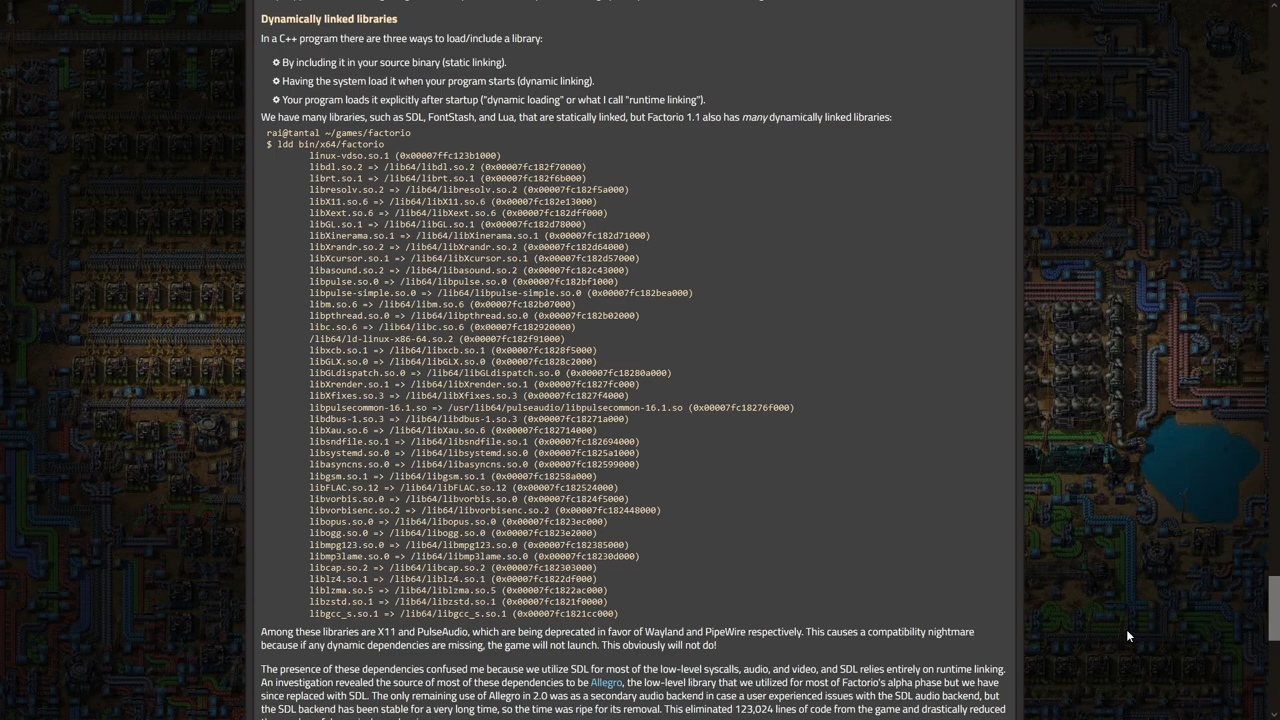 Dynamically linked libraries
In a C++ program there are three ways to load/include a library:
By including it in your source binary (static linking).
Having the system load it when your program starts (dynamic linking).
Your program loads it explicitly after startup ("dynamic loading" or what I call "runtime linking").
We have many libraries, such as SDL, FontStash, and Lua, that are statically linked, but Factorio 1.1 also has many dynamically linked libraries:
rai@tantal ~/games/factorio
$ ldd bin/x64/factorio
linux-vdso.so.1 (0x00007ffc123b1000)
libdl.so.2 => /lib64/libdl.so.2 (0x00007fc182f70000)
librt.so.1 => /lib64/librt.so.1 (0x00007fc182f6b000)
libresolv.so.2 => /lib64/libresolv.so.2 (0x00007fc182f5a000)
libX11.so.6 => /lib64/libX11.so.6 (0x00007fc182e13000)
libXext.so.6 => /lib64/libXext.so.6 (0x00007fc182dff000)
libGL.so.1 => /lib64/libGL.so.1 (0x00007fc182d78000)
libXinerama.so.1 => /lib64/libXinerama.so.1 (0x00007fc182d71000)
libXrandr.so.2 => /lib64/libXrandr.so.2 (0x00007fc182d64000)
libXcursor.so.1 => /lib64/libXcursor.so.1 (0x00007fc182d57000)
libasound.so.2 => /lib64/libasound.so.2 (0x00007fc182c43000)
libpulse.so.0 => /lib64/libpulse.so.0 (0x00007fc182bf1000)
libpulse-simple.so.0 => /lib64/libpulse-simple.so.0 (0x00007fc182bea000)
libm.so.6 => /lib64/libm.so.6 (0x00007fc182b07000)
libpthread.so.0 => /lib64/libpthread.so.0 (0x00007fc182b02000)
libc.so.6 => /lib64/libc.so.6 (0x00007fc182920000)
/lib64/ld-linux-x86-64.so.2 (0x00007fc182f91000)
libxcb.so.1 => /lib64/libxcb.so.1 (0x00007fc1828f5000)
libGLX.so.0 => /lib64/libGLX.so.0 (0x00007fc1828c2000)
libGLdispatch.so.0 => /lib64/libGLdispatch.so.0 (0x00007fc18280a000)
libXrender.so.1 => /lib64/libXrender.so.1 (0x00007fc1827fc000)
libXfixes.so.3 => /lib64/libXfixes.so.3 (0x00007fc1827f4000)
libpulsecommon-16.1.so => /usr/lib64/pulseaudio/libpulsecommon-16.1.so (0x00007fc18276f000)
libdbus-1.so.3 => /lib64/libdbus-1.so.3 (0x00007fc18271a000)
libXau.so.6 => /lib64/libXau.so.6 (0x00007fc182714000)
libsndfile.so.1 => /lib64/libsndfile.so.1 (0x00007fc182694000)
libsystemd.so.0 => /lib64/libsystemd.so.0 (0x00007fc1825a1000)
libasyncns.so.0 => /lib64/libasyncns.so.0 (0x00007fc182599000)
libgsm.so.1 => /lib64/libgsm.so.1 (0x00007fc18258a000)
libFLAC.so.12 => /lib64/libFLAC.so.12 (0x00007fc182524000)
libvorbis.so.0 => /lib64/libvorbis.so.0 (0x00007fc1824f5000)
libvorbisenc.so.2 => /lib64/libvorbisenc.so.2 (0x00007fc182448000)
libopus.so.0 => /lib64/libopus.so.0 (0x00007fc1823ec000)
libogg.so.0 => /lib64/libogg.so.0 (0x00007fc1823e2000)
libmpg123.so.0 => /lib64/libmpg123.so.0 (0x00007fc182385000)
libmp3lame.so.0 => /lib64/libmp3lame.so.0 (0x00007fc18230d000)
libcap.so.2 => /lib64/libcap.so.2 (0x00007fc182303000)
liblz4.so.1 => /lib64/liblz4.so.1 (0x00007fc1822df000)
liblzma.so.5 => /lib64/liblzma.so.5 (0x00007fc1822ac000)
libzstd.so.1 => /lib64/libzstd.so.1 (0x00007fc1821f0000)
libgcc_s.so.1 => /lib64/libgcc_s.so.1 (0x00007fc1821cc000)
Among these libraries are X11 and PulseAudio, which are being deprecated in favor of Wayland and PipeWire respectively. This causes a compatibility nightmare
because if any dynamic dependencies are missing, the game will not launch. This obviously will not do!
The presence of these dependencies confused me because we utilize SDL for most of the low-level syscalls, audio, and video, and SDL relies entirely on runtime linking.
An investigation revealed the source of most of these dependencies to be Allegro, the low-level library that we utilized for most of Factorio's alpha phase but we have
since replaced with SDL. The only remaining use of Allegro in 2.0 was as a secondary audio backend in case a user experienced issues with the SDL audio backend, but
the SDL backend has been stable for a very long time, so the time was ripe for its removal. This eliminated 123,024 lines of code from the game and drastically reduced